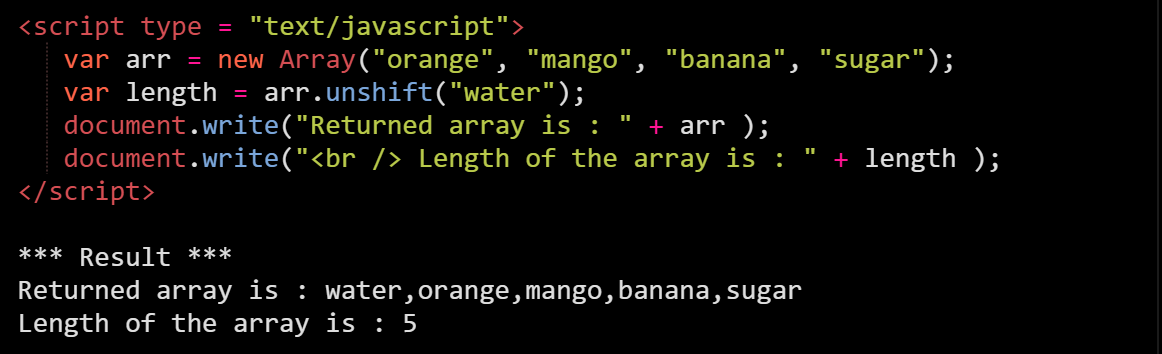 <script type = "text/javascript">
var arr = new Array("orange", "mango", "banana", "sugar");
var length = arr.unshift("water");
document.write("Returned array is : " + arr );
document.write("<br /> Length of the array is : " + length );
</script>
*** Result ***
Returned array is : water,orange,mango,banana,sugar
Length of the array is : 5